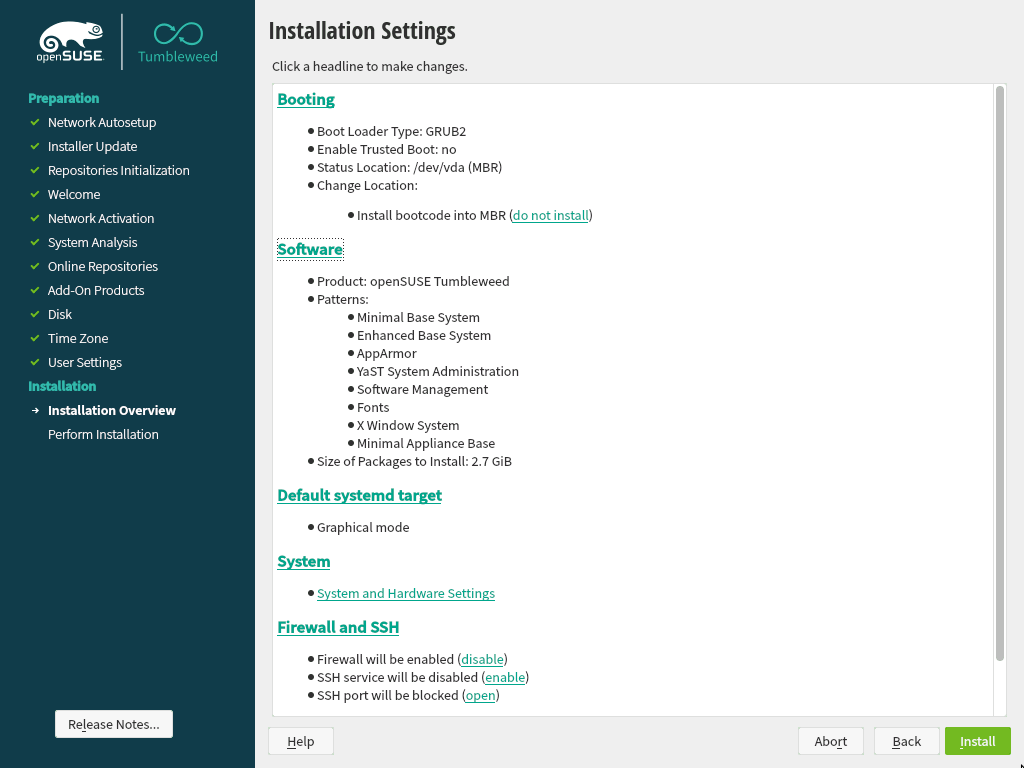 openSUSE
Tumbleweed
Preparation
Network Autosetup
Installer Update
Repositories Initialization
Welcome
Network Activation
System Analysis
Online Repositories
Add-On Products
Disk
Time Zone
User Settings
Installation
Installation Overview
Perform Installation
Release Notes...
Installation Settings
Click a headline to make changes.
Booting
Boot Loader Type: GRUB2
Enable Trusted Boot: no
Status Location: /dev/vda (MBR)
Change Location:
Install bootcode into MBR (do not install)
Software
Product: openSUSE Tumbleweed
Patterns:
Minimal Base System
Enhanced Base System
AppArmor
YaST System Administration
Software Management
Fonts
X Window System
Minimal Appliance Base
Size of Packages to Install: 2.7 GiB
Default systemd target
Graphical mode
System
System and Hardware Settings
Firewall and SSH
Firewall will be enabled (disable)
SSH service will be disabled (enable)
SSH port will be blocked (open)
Help
Abort
Back
Install